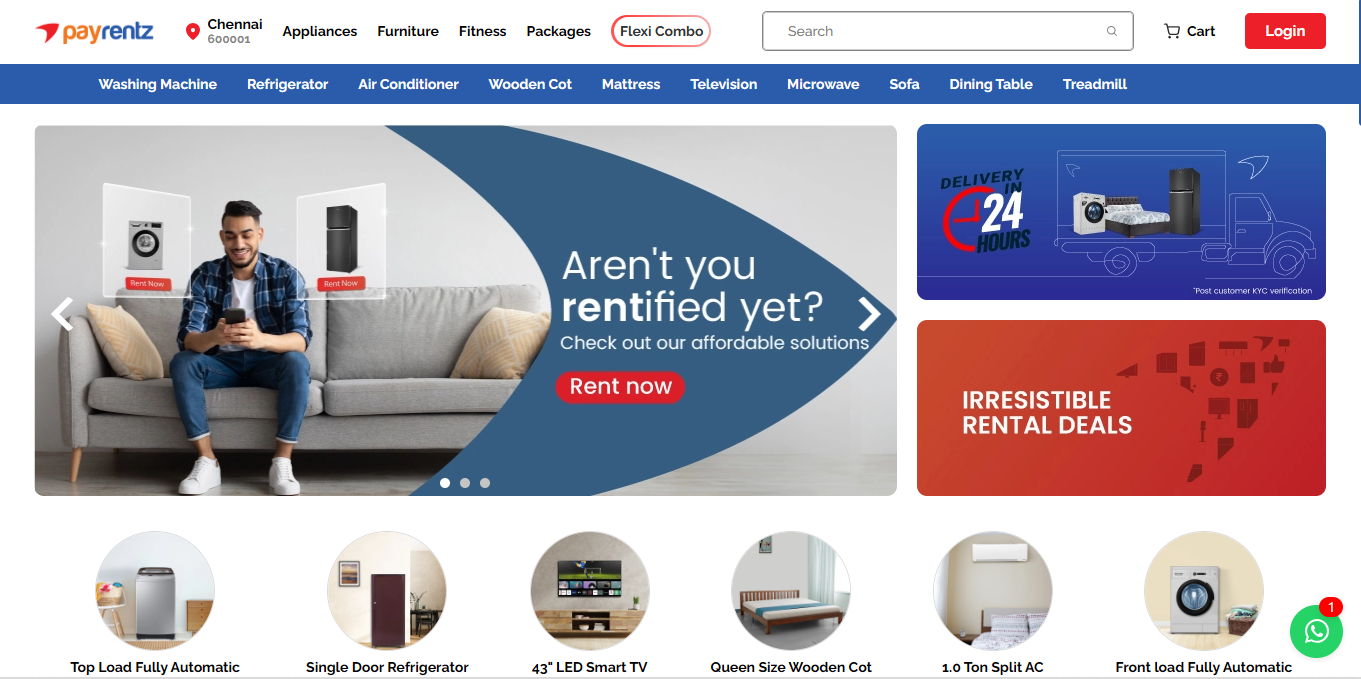 payrentz
Chennai
600001
Appliances
Furniture
Fitness
Packages
Flexi Combo
Search
Cart
Login
Washing Machine
Refrigerator
Air Conditioner
Wooden Cot
Mattress
Television
Microwave
Sofa
Dining Table
Treadmill
Rent Now
Rent Now
Aren't you
rentified yet?
Check out our affordable solutions
Rent now
DELIVERY
IN
24
HOURS
*Post customer KYC verification
IRRESISTIBLE
RENTAL DEALS
₹
Top Load Fully Automatic
Single Door Refrigerator
43" LED Smart TV
Queen Size Wooden Cot
1.0 Ton Split AC
Front load Fully Automatic
1